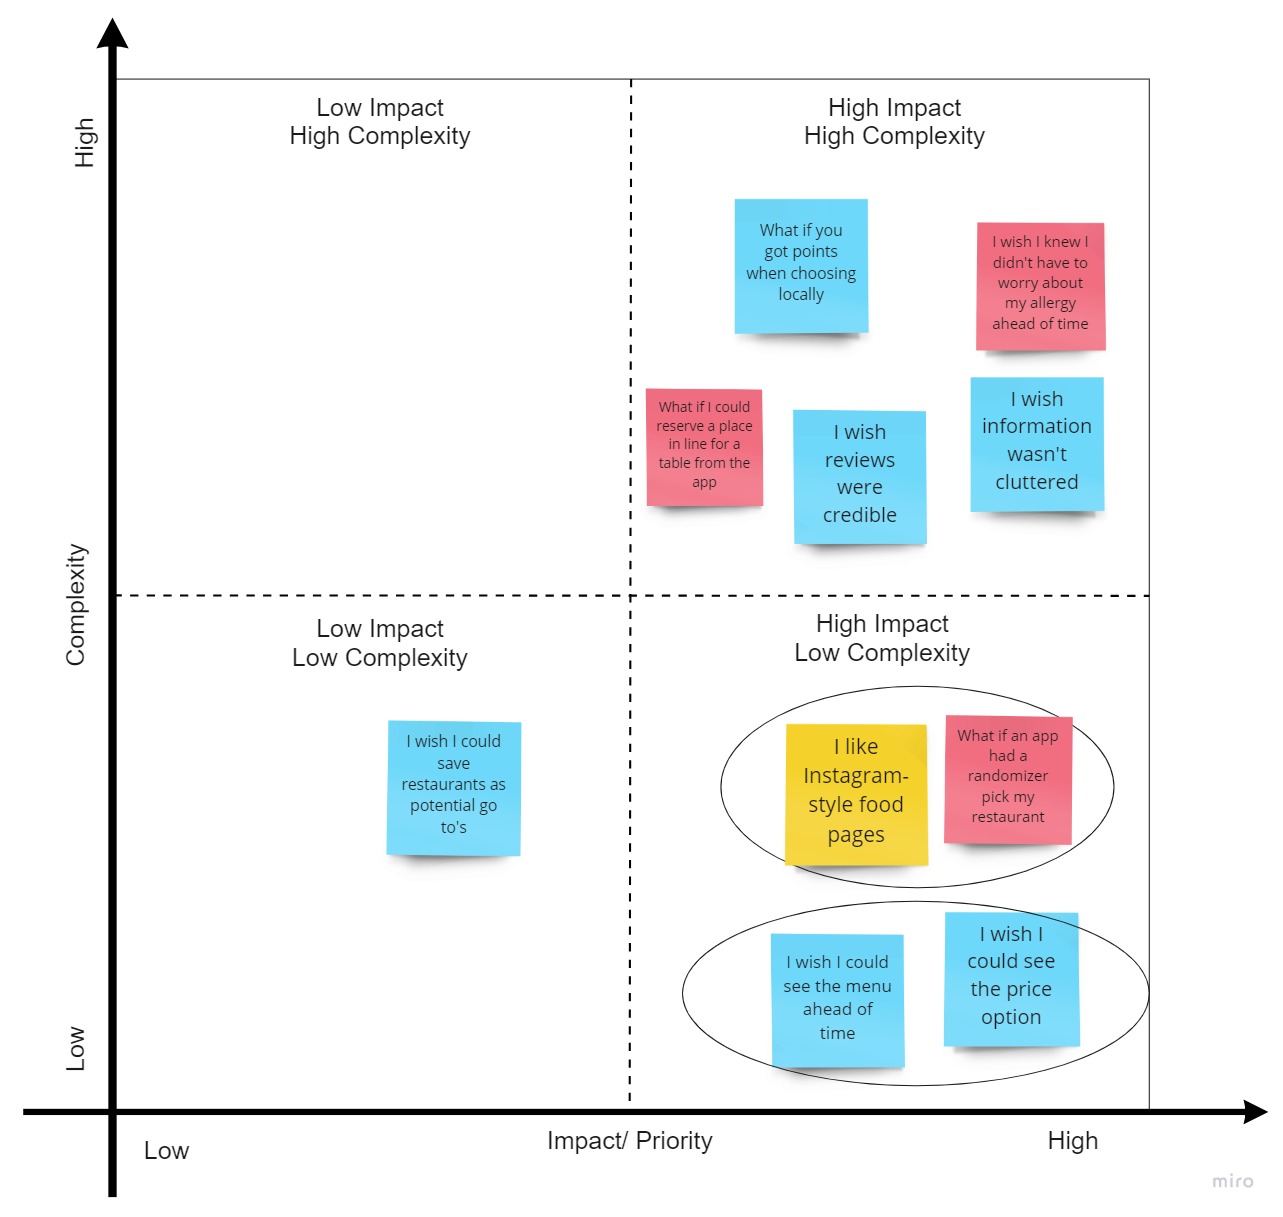 High
Low Impact
High Complexity
High Impact
High Complexity
What if you
got points
when choosing
locally
I wish I knew I
didn't have to
worry about
my allergy
ahead of time
What if I could
reserve a place
in line for a
table from the
app
I wish
reviews
were
credible
I wish
information
wasn't
cluttered
Complexity
Low Impact
Low Complexity
High Impact
Low Complexity
I wish I could
save
restaurants as
potential go
to's
I like
Instagram-
style food
pages
What if an app
had a
randomizer
pick my
restaurant
I wish I could
see the menu
ahead of
time
I wish I
could see
the price
option
Low
Low
Impact/ Priority
High
miro